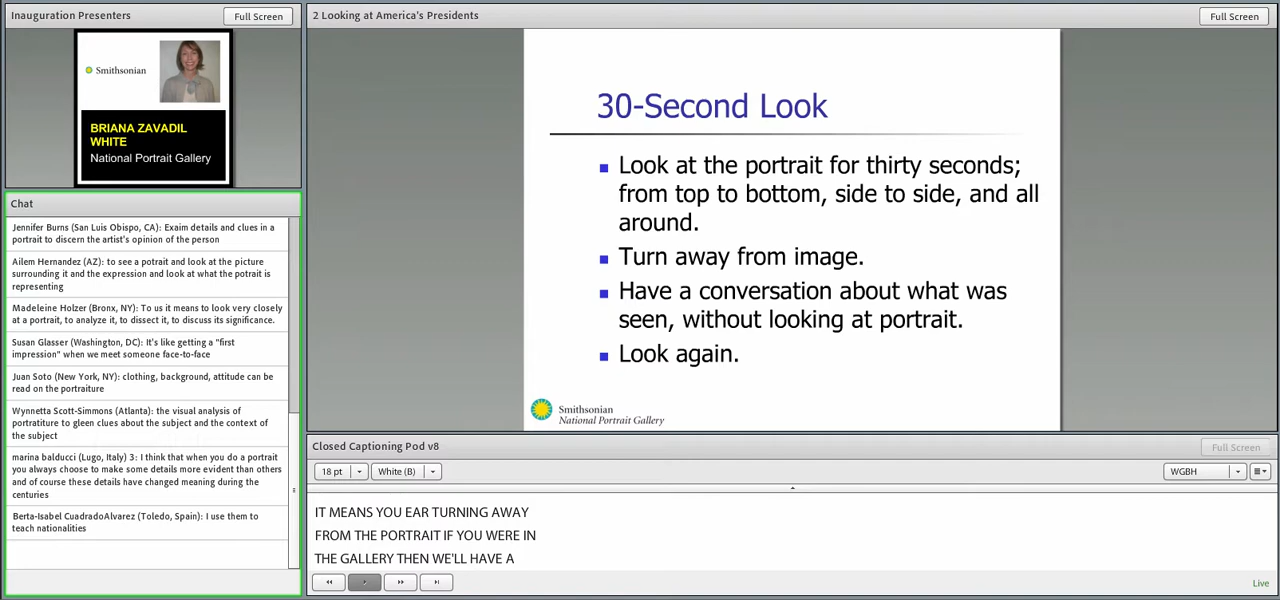 Inauguration Presenters
Full Screen
Smithsonian
BRIANA ZAVADIL
WHITE
National Portrait Gallery
Chat
Jennifer Burns (San Luis Obispo, CA): Exaim details and clues in a
portrait to discern the artist's opinion of the person
Ailem Hernandez (AZ): to see a potrait and look at the picture
surrounding it and the expression and look at what the potrait is
representing
Madeleine Holzer (Bronx, NY): To us it means to look very closely
at a portrait, to analyze it, to dissect it, to discuss its significance.
Susan Glasser (Washington, DC): It's like getting a "first
impression" when we meet someone face-to-face
Juan Soto (New York, NY): clothing, background, attitude can be
read on the portraiture
Wynnetta Scott-Simmons (Atlanta): the visual analysis of
portratiture to gleen clues about the subject and the context of
the subject
marina balducci (Lugo, Italy) 3: I think that when you do a portrait
you always choose to make some details more evident than others
and of course these details have changed meaning during the
centuries
Berta-Isabel CuadradoAlvarez (Toledo, Spain): I use them to
teach nationalities
2 Looking at America's Presidents
Full Screen
30-Second Look
Look at the portrait for thirty seconds;
from top to bottom, side to side, and all
around.
Turn away from image.
Have a conversation about what was
seen, without looking at portrait.
Look again.
Smithsonian
National Portrait Gallery
Closed Captioning Pod v8
Full Screen
18 pt
White (B)
WGBH
IT MEANS YOU EAR TURNING AWAY
FROM THE PORTRAIT IF YOU WERE IN
THE GALLERY THEN WE'LL HAVE A
Live